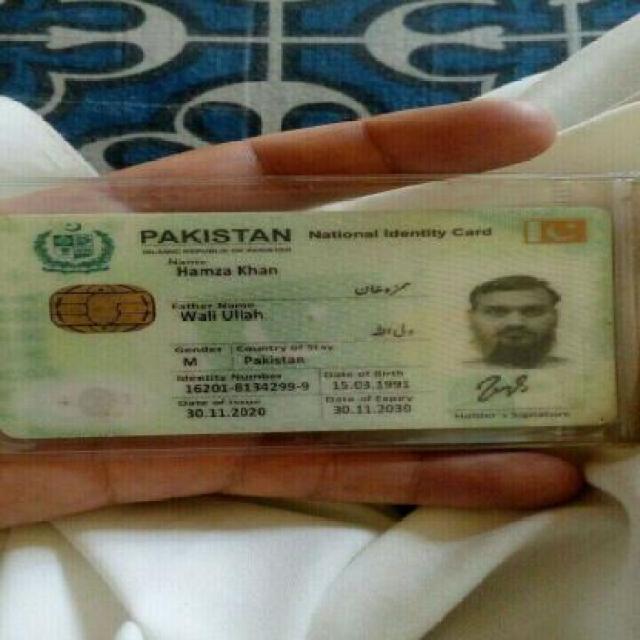 PAKISTAN National Identity Card
ISLAMIC REPUBLIC OF PAKISTAN
Name
Hamza Khan
حمزہ خان
Father Name
Wali Ullah
ولی اللہ
Gender Country of Stay
M Pakistan
Identity Number Date of Birth
16201-8134299-9 15.03.1991
Date of Issue Date of Expiry
30.11.2020 30.11.2030
Holder's Signature